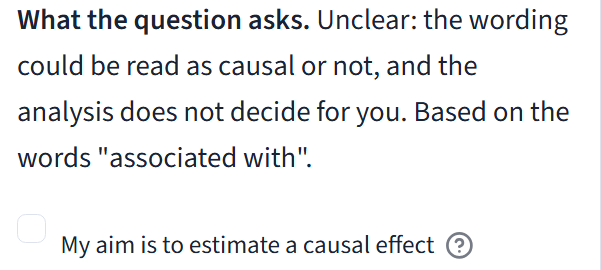 What the question asks. Unclear: the wording
could be read as causal or not, and the
analysis does not decide for you. Based on the
words "associated with".
My aim is to estimate a causal effect ?